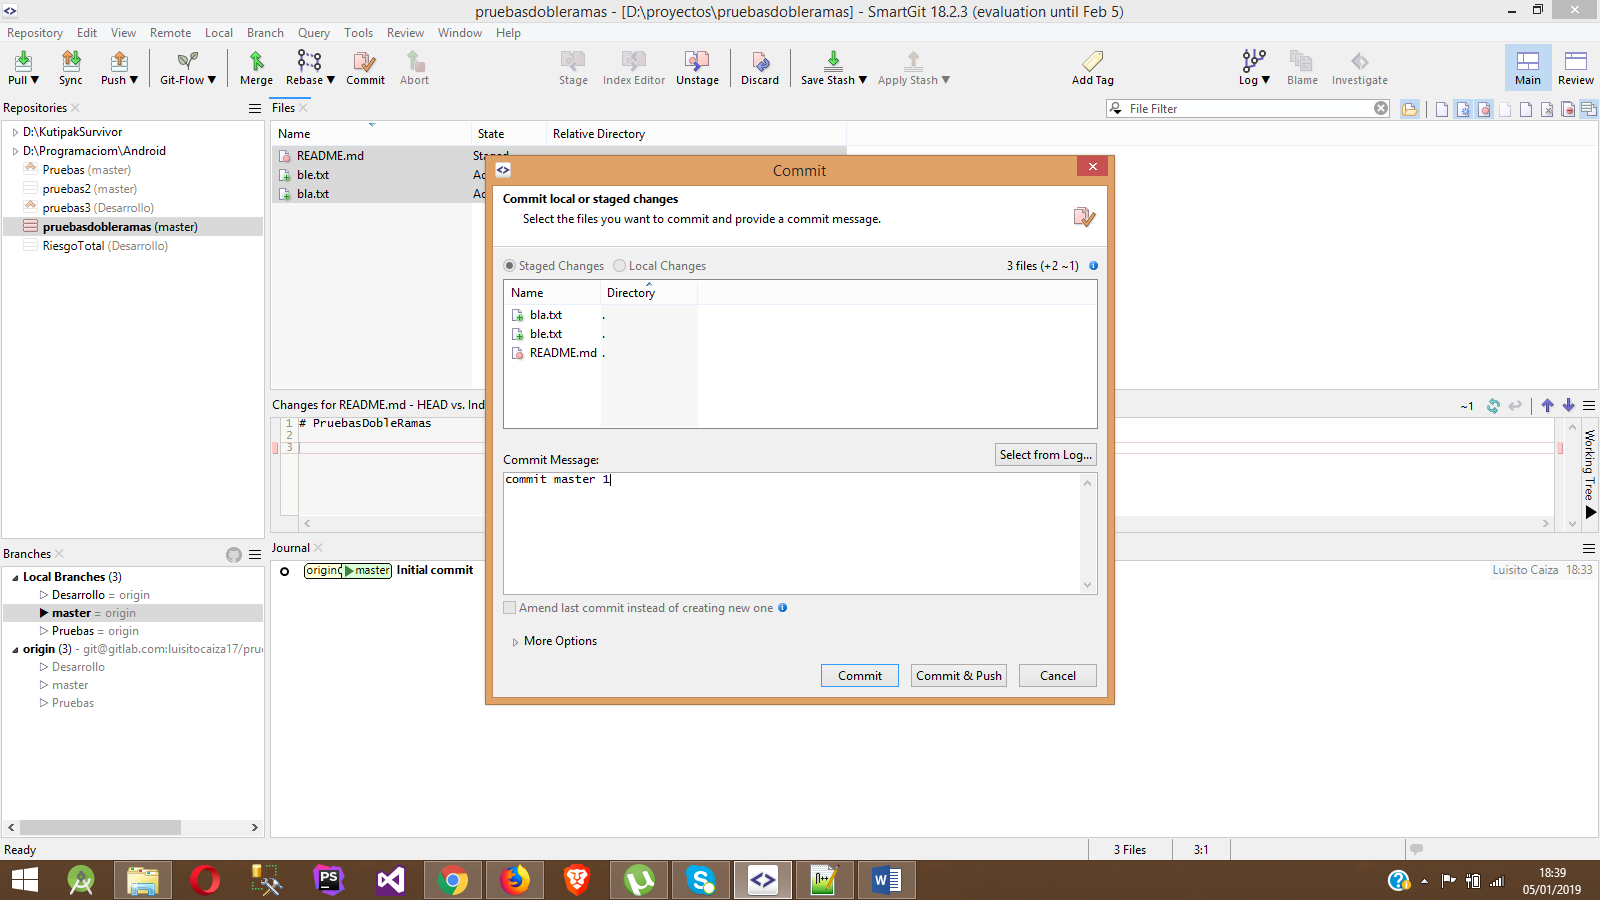 pruebasdobleramas - [D:\proyectos\pruebasdobleramas] - SmartGit 18.2.3 (evaluation until Feb 5)
Repository Edit View Remote Local Branch Query Tools Review Window Help
Pull Sync Push Git-Flow Merge Rebase Commit Abort Stage Index Editor Unstage Discard Save Stash Apply Stash Add Tag Log Blame Investigate Main Review
Repositories
D:\KutipakSurvivor
D:\Programaciom\Android
Pruebas (master)
pruebas2 (master)
pruebas3 (Desarrollo)
pruebasdobleramas (master)
RiesgoTotal (Desarrollo)
Files
File Filter
Name State Relative Directory
README.md
ble.txt
bla.txt
Commit
Commit local or staged changes
Select the files you want to commit and provide a commit message.
Staged Changes Local Changes 3 files (+2 ~1)
Name Directory
bla.txt .
ble.txt .
README.md .
Commit Message: Select from Log...
commit master 1
Amend last commit instead of creating new one
More Options
Commit Commit & Push Cancel
Changes for README.md - HEAD vs. Ind
~1
1 # PruebasDobleRamas
2
3
Working Tree
Branches
Local Branches (3)
Desarrollo = origin
master = origin
Pruebas = origin
origin (3) - git@gitlab.com:luisitocaiza17/pru
Desarrollo
master
Pruebas
Journal
origin master Initial commit Luisito Caiza 18:33
Ready 3 Files 3:1
PS
W
18:39
05/01/2019